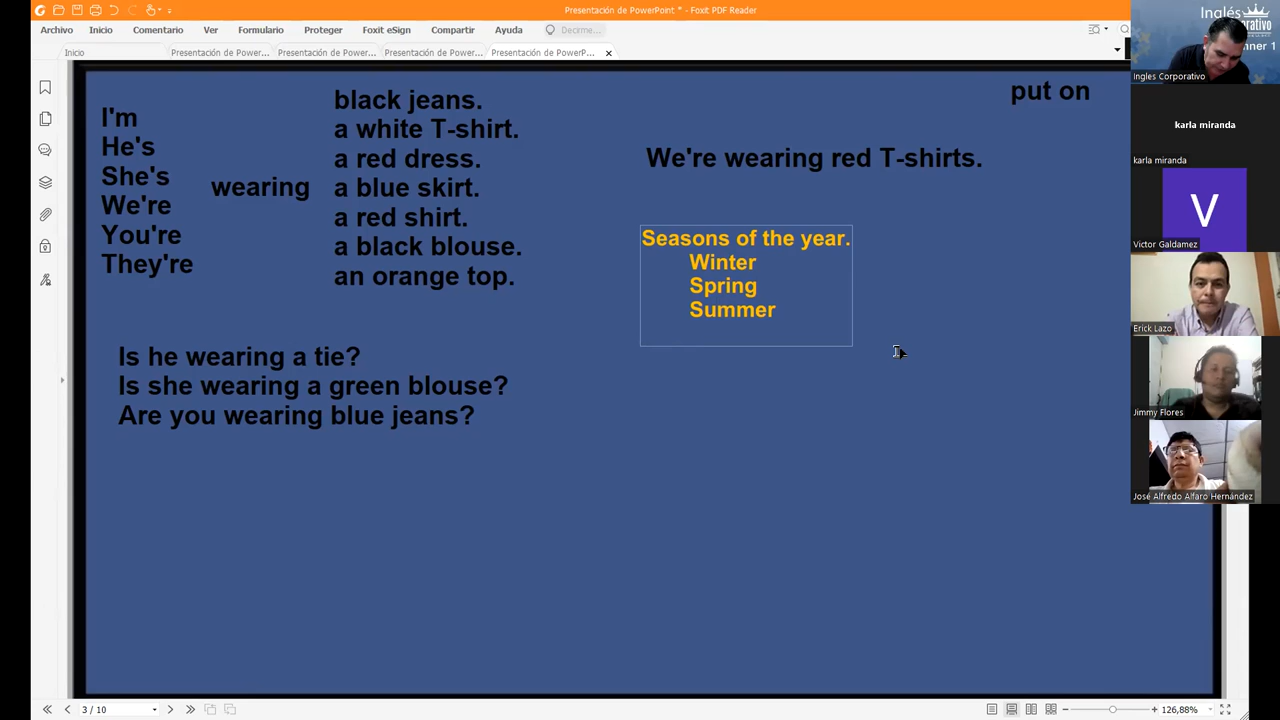 Presentación de PowerPoint * - Foxit PDF Reader
Archivo Inicio Comentario Ver Formulario Proteger Foxit eSign Compartir Ayuda Decirme...
Inicio Presentación de Power... Presentación de Power... Presentación de Power... Presentación de PowerP...
I'm
He's
She's
We're
You're
They're
wearing
black jeans.
a white T-shirt.
a red dress.
a blue skirt.
a red shirt.
a black blouse.
an orange top.
put on
We're wearing red T-shirts.
Seasons of the year.
Winter
Spring
Summer
Is he wearing a tie?
Is she wearing a green blouse?
Are you wearing blue jeans?
Inglés
Ingles Corporativo
karla miranda
karla miranda
V
Victor Galdamez
Erick Lazo
Jimmy Flores
José Alfredo Alfaro Hernández
3 / 10
126,88%